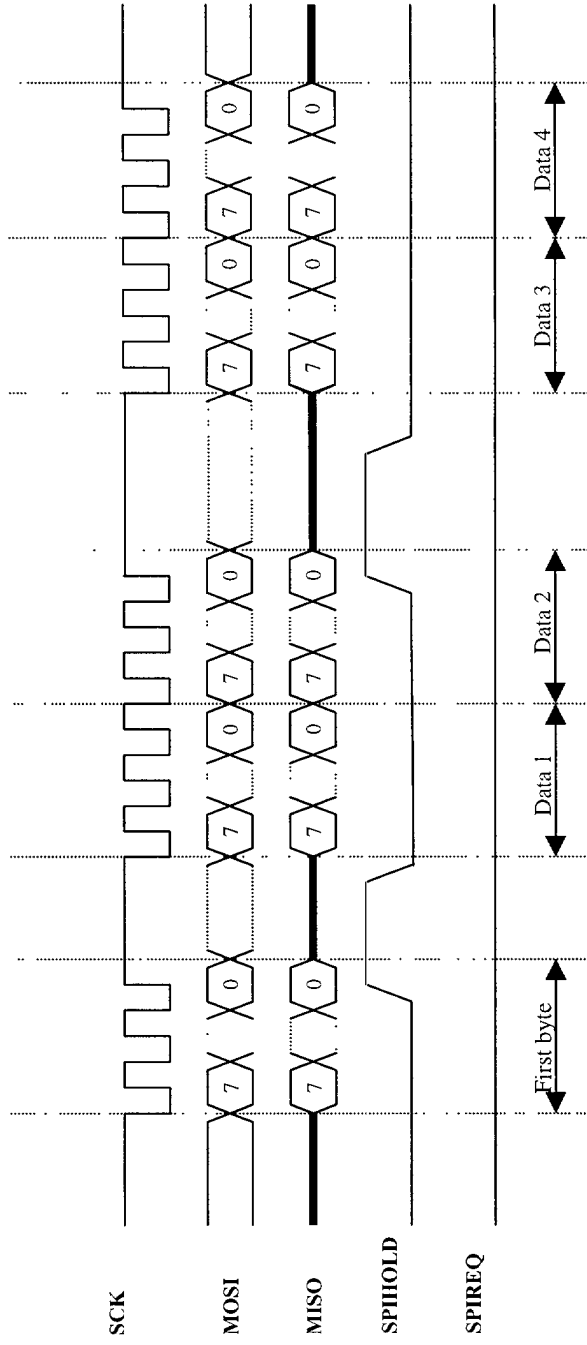 SCK
MOSI
7 0 7 0 7 0 7 0 7 0
MISO
7 0 7 0 7 0 7 0 7 0
SPIHOLD
SPIREQ
First byte Data 1 Data 2 Data 3 Data 4